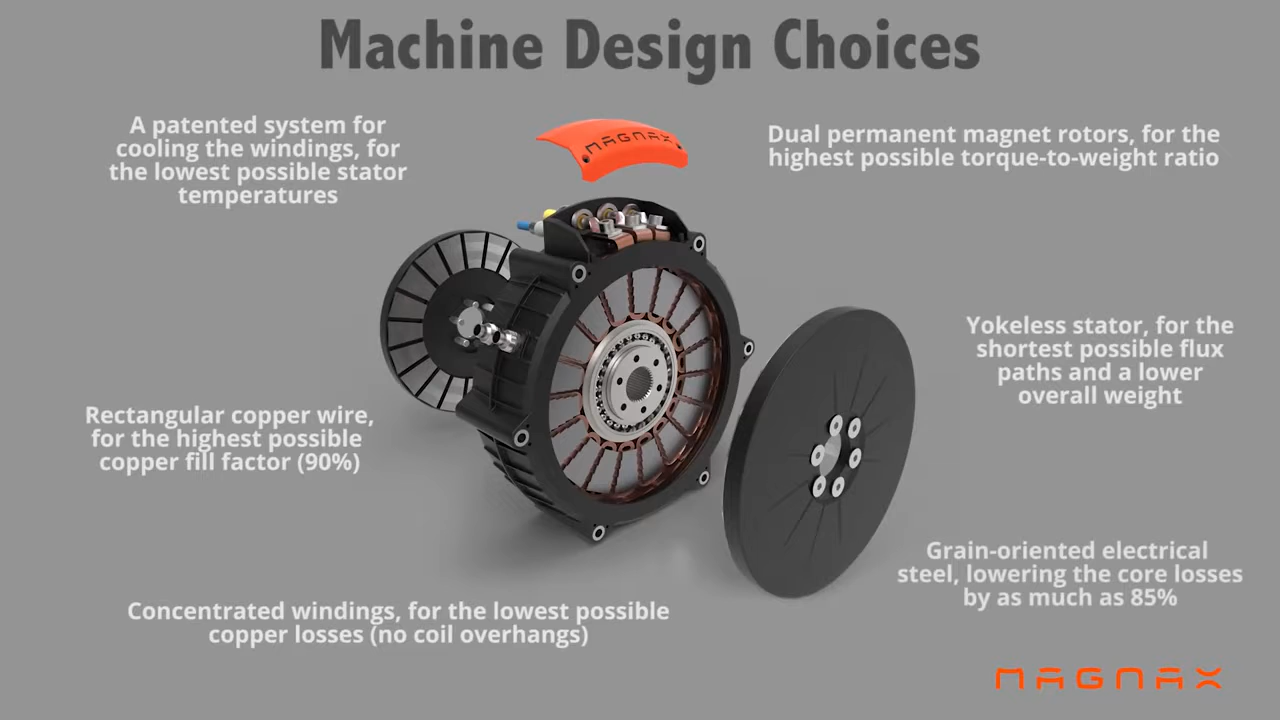 Machine Design Choices
A patented system for
cooling the windings, for
the lowest possible stator
temperatures
MAGNAX
Dual permanent magnet rotors, for the
highest possible torque-to-weight ratio
Yokeless stator, for the
shortest possible flux
paths and a lower
overall weight
Rectangular copper wire,
for the highest possible
copper fill factor (90%)
Grain-oriented electrical
steel, lowering the core losses
by as much as 85%
Concentrated windings, for the lowest possible
copper losses (no coil overhangs)
MAGNAX